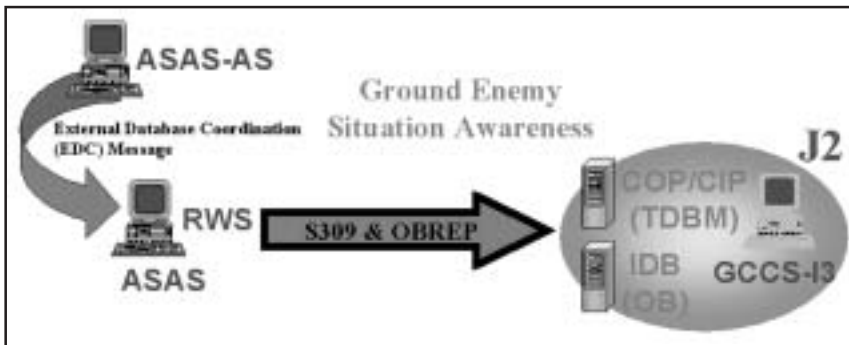 ASAS-AS
External Database Coordination
(EDC) Message
Ground Enemy
Situation Awareness
RWS
ASAS
S309 & OBREP
J2
COP/CIP
(TDBM)
IDB
(OB)
GCCS-I3